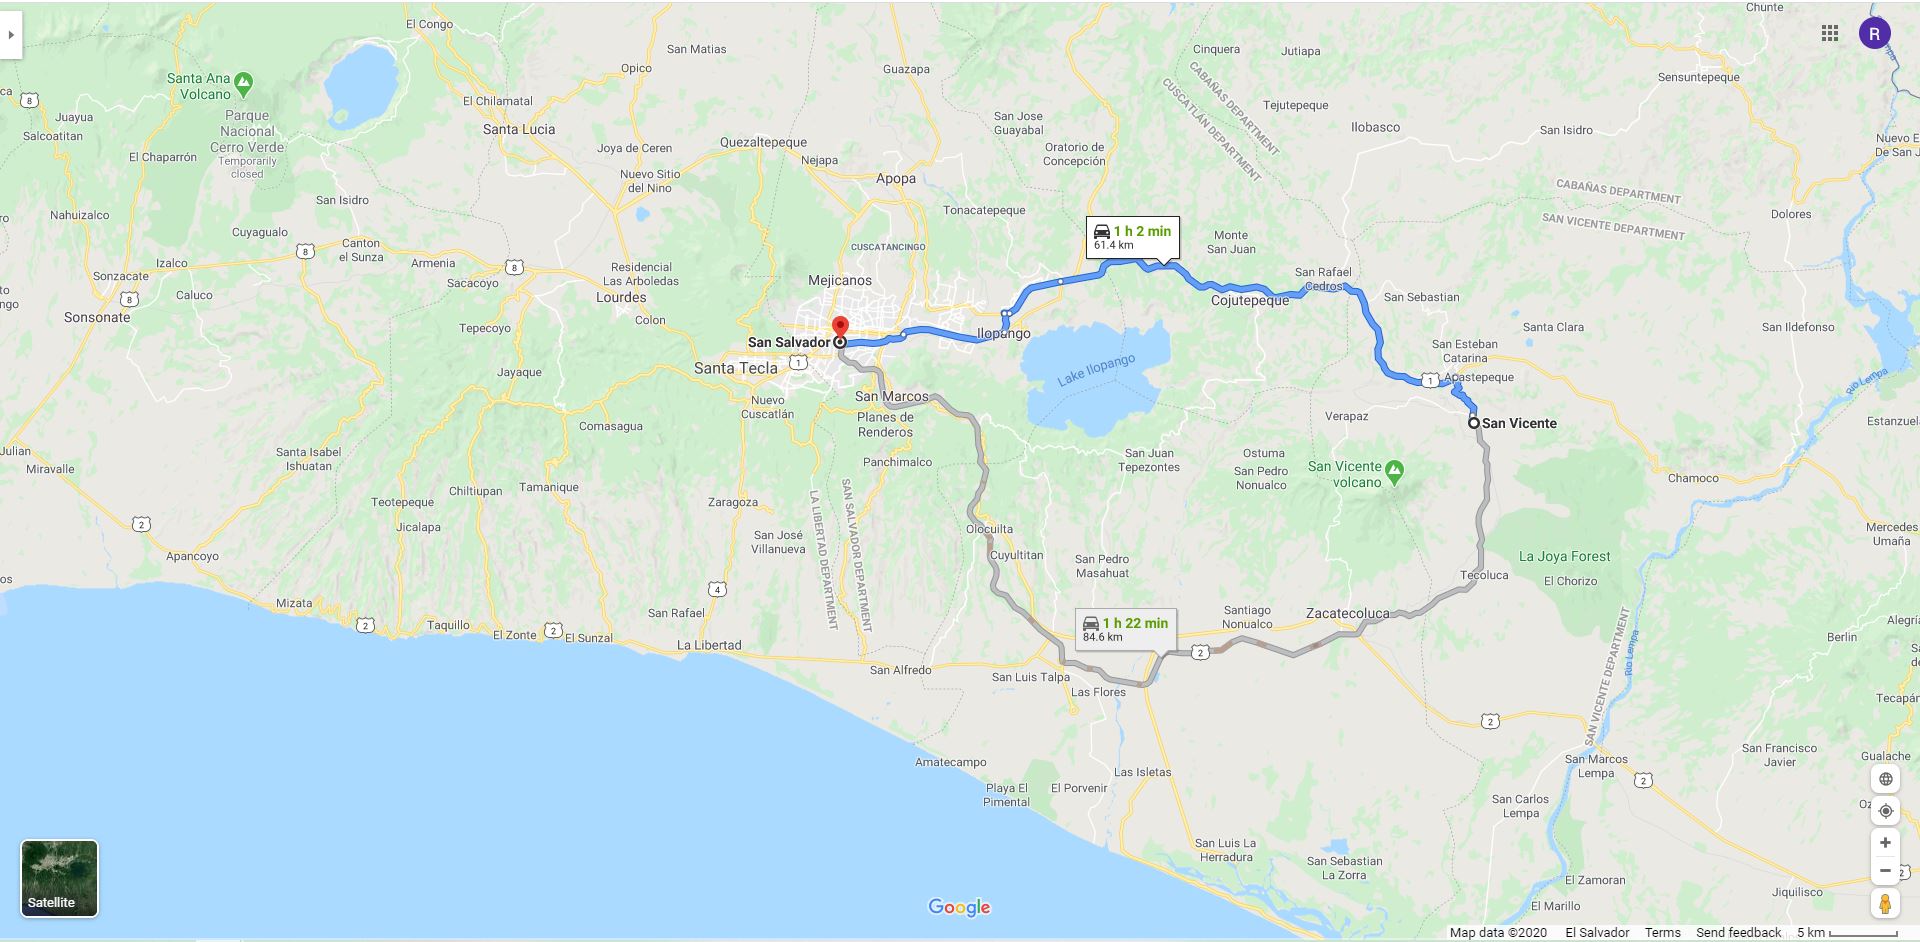 El Congo
Chunte
San Matias
Cinquera
Jutiapa
R
Guazapa
Opico
Santa Ana
Volcano
CABAÑAS DEPARTMENT
CUSCATLÁN DEPARTMENT
Sensuntepeque
8
El Chilamatal
Tejutepeque
Juayua
Parque
Nacional
Cerro Verde
Temporarily
closed
San Jose
Guayabal
Salcoatitan
Santa Lucia
Ilobasco
San Isidro
Quezaltepeque
Joya de Ceren
Oratorio de
Concepción
Nuevo E
De San J
El Chaparrón
Nejapa
Nuevo Sitio
del Nino
Apopa
CABAÑAS DEPARTMENT
SAN VICENTE DEPARTMENT
San Isidro
Nahuizalco
Tonacatepeque
Dolores
Cuyagualo
1 h 2 min
61.4 km
Monte
San Juan
Canton
el Sunza
8
CUSCATANCINGO
Izalco
Armenia
8
Residencial
Las Arboledas
Sonzacate
Sacacoyo
Mejicanos
San Rafael
Cedros
Caluco
8
Lourdes
Cojutepeque
San Sebastian
Sonsonate
Colon
Tepecoyo
Ilopango
Santa Clara
San Ildefonso
San Salvador
San Esteban
Catarina
Santa Tecla
1
Lake Ilopango
Jayaque
1
Apastepeque
Rio Lempa
Nuevo
Cuscatlán
San Marcos
Planes de
Renderos
Verapaz
San Vicente
Comasagua
Estanzuel
Julian
Santa Isabel
Ishuatan
Miravalle
Panchimalco
San Juan
Tepezontes
Ostuma
San Pedro
Nonualco
San Vicente
volcano
Chamoco
Chiltiupan
Tamanique
Teotepeque
Zaragoza
LA LIBERTAD DEPARTMENT
SAN SALVADOR DEPARTMENT
2
Jicalapa
Olocuilta
Mercedes
Umaña
San José
Villanueva
Cuyultitan
Apancoyo
San Pedro
Masahuat
La Joya Forest
El Chorizo
Tecoluca
4
Mizata
San Rafael
1 h 22 min
84.6 km
Santiago
Nonualco
Zacatecoluca
2
Taquillo
2
El Zonte
El Sunzal
La Libertad
2
SAN VICENTE DEPARTMENT
Rio Lempa
Berlin
San Alfredo
San Luis Talpa
Las Flores
Tecapán
2
San Francisco
Javier
Gualache
Amatecampo
Las Isletas
San Marcos
Lempa
2
Playa El
Pimental
El Porvenir
San Carlos
Lempa
San Luis La
Herradura
San Sebastian
La Zorra
El Zamoran
Jiquilisco
El Marillo
Satellite
Google
Map data ©2020 El Salvador Terms Send feedback 5 km